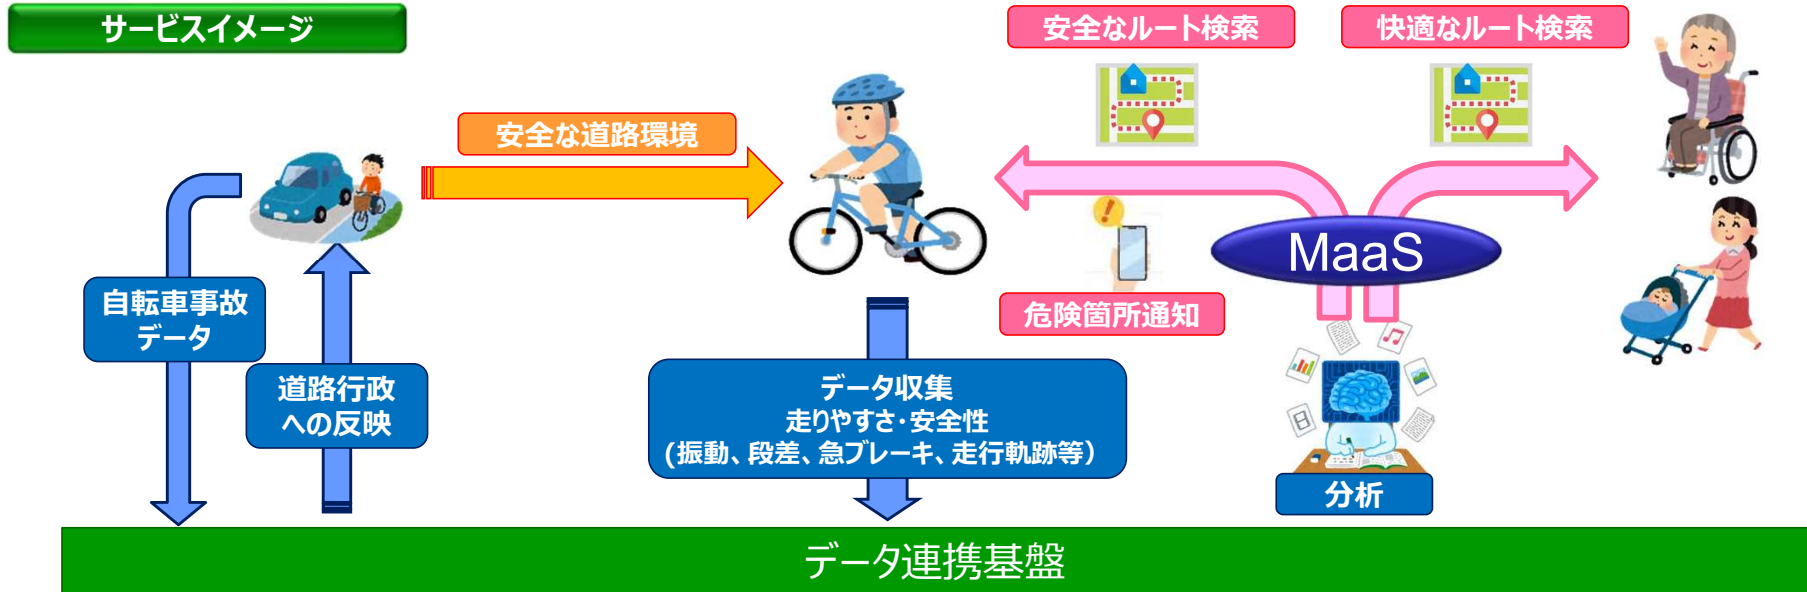 サービスイメージ
安全なルート検索
快適なルート検索
安全な道路環境
MaaS
自転車事故
データ
危険箇所通知
道路行政
への反映
データ収集
走りやすさ・安全性
(振動、段差、急ブレーキ、走行軌跡等）
分析
データ連携基盤